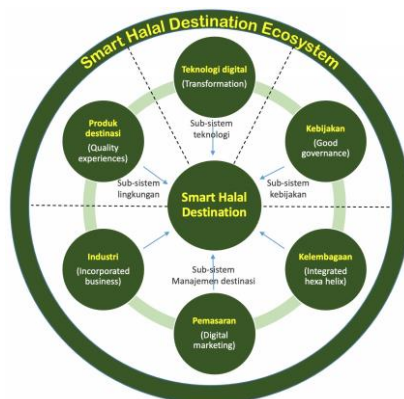 Smart Halal Destination Ecosystem
Teknologi digital
(Transformation)
Sub-sistem
teknologi
Produk
destinasi
(Quality
experiences)
Kebijakan
(Good
governance)
Sub-sistem
lingkungan
Sub-sistem
kebijakan
Smart Halal
Destination
Industri
(Incorporated
business)
Sub-sistem
Manajemen destinasi
Kelembagaan
(Integrated
hexa helix)
Pemasaran
(Digital
marketing)